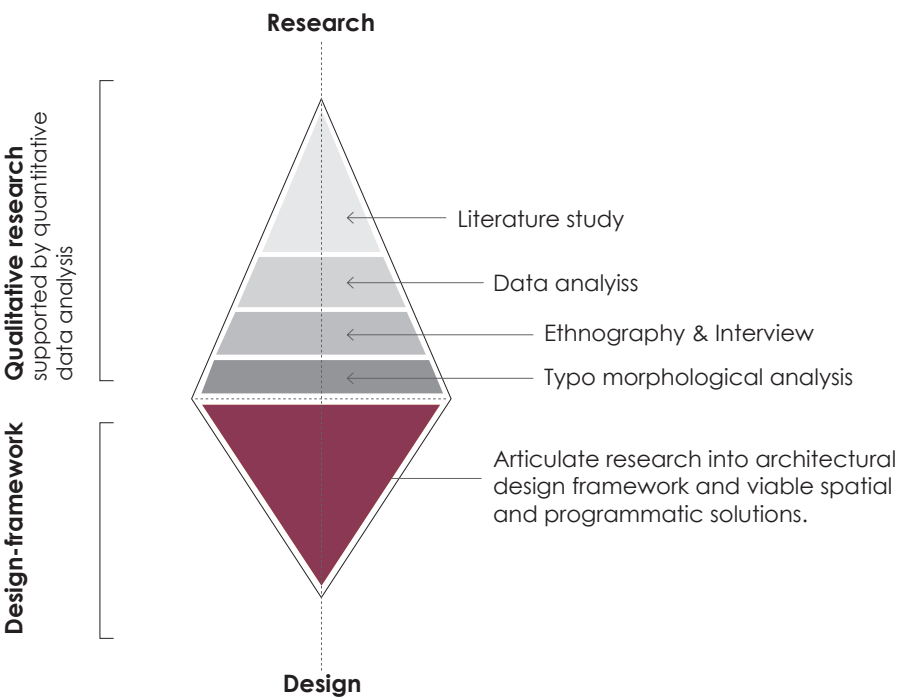 Research
Qualitative research
supported by quantitative
data analysis
Literature study
Data analyiss
Ethnography & Interview
Typo morphological analysis
Design-framework
Articulate research into architectural
design framework and viable spatial
and programmatic solutions.
Design